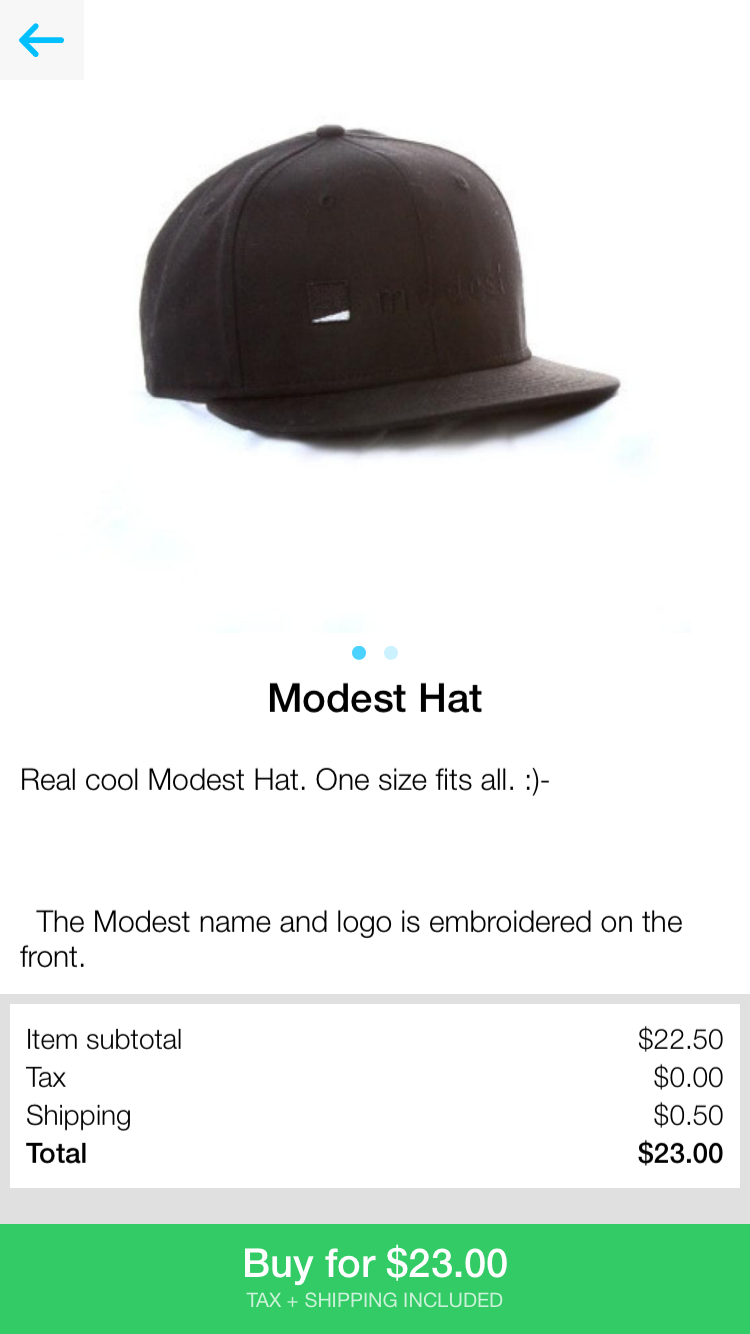 modest
Modest Hat
Real cool Modest Hat. One size fits all. :)-
The Modest name and logo is embroidered on the
front.
Item subtotal $22.50
Tax $0.00
Shipping $0.50
Total $23.00
Buy for $23.00
TAX + SHIPPING INCLUDED